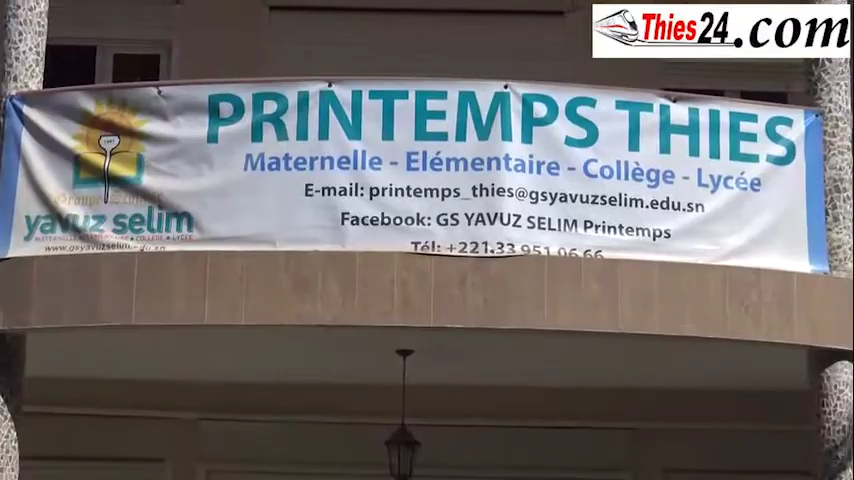 Thies24.com
PRINTEMPS THIES
Maternelle - Elémentaire - Collège - Lycée
E-mail: printemps_thies@gsyavuzselim.edu.sn
Facebook: GS YAVUZ SELIM Printemps
Tél: +221.33 951 06 66
yavuz selim
MATERNELLE • ELEMENTAIRE • COLLEGE • LYCEE
www.gsyavuzselim.edu.sn